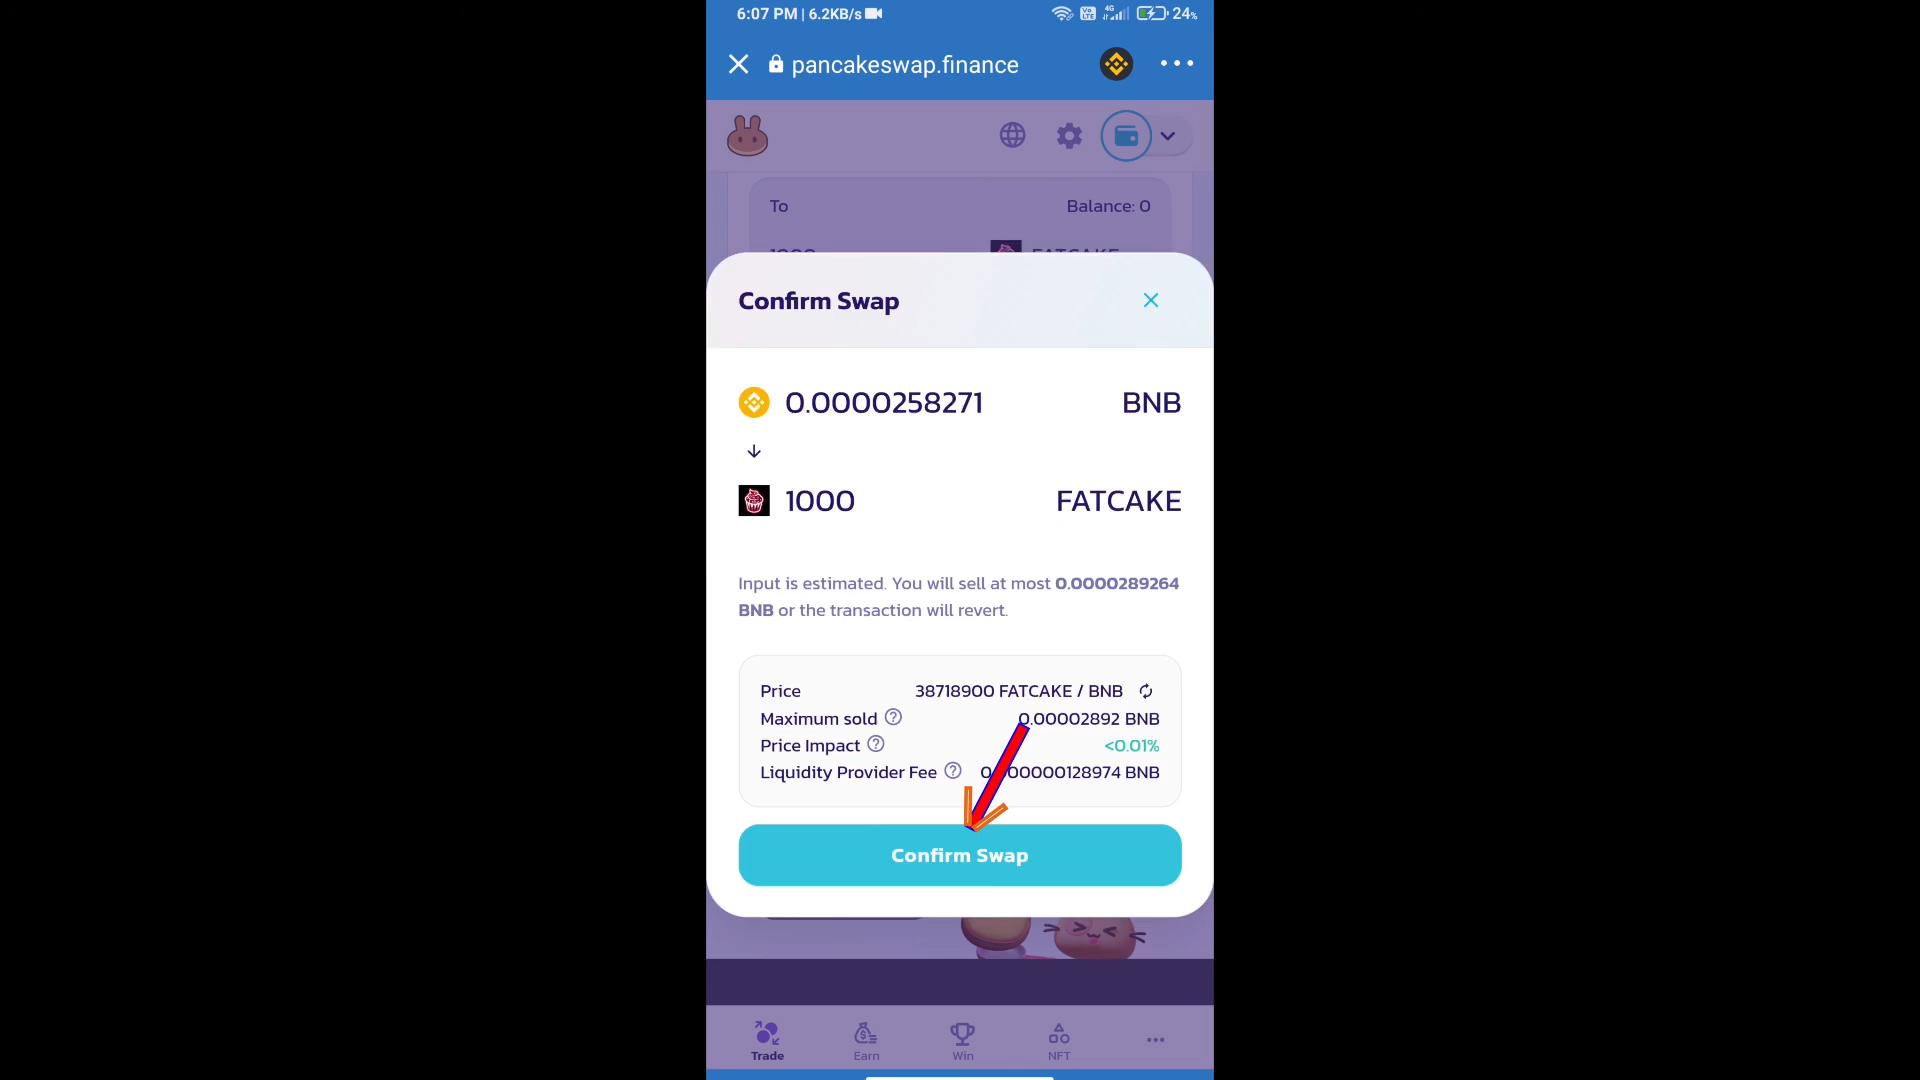 6:07 PM | 6.2KB/s
Vo LTE 4G 24%
pancakeswap.finance
To Balance: 0
Confirm Swap
0.0000258271 BNB
1000 FATCAKE
Input is estimated. You will sell at most 0.0000289264
BNB or the transaction will revert.
Price 38718900 FATCAKE / BNB
Maximum sold ? 0.00002892 BNB
Price Impact ? <0.01%
Liquidity Provider Fee ? 00000128974 BNB
Confirm Swap
Trade Earn Win NFT